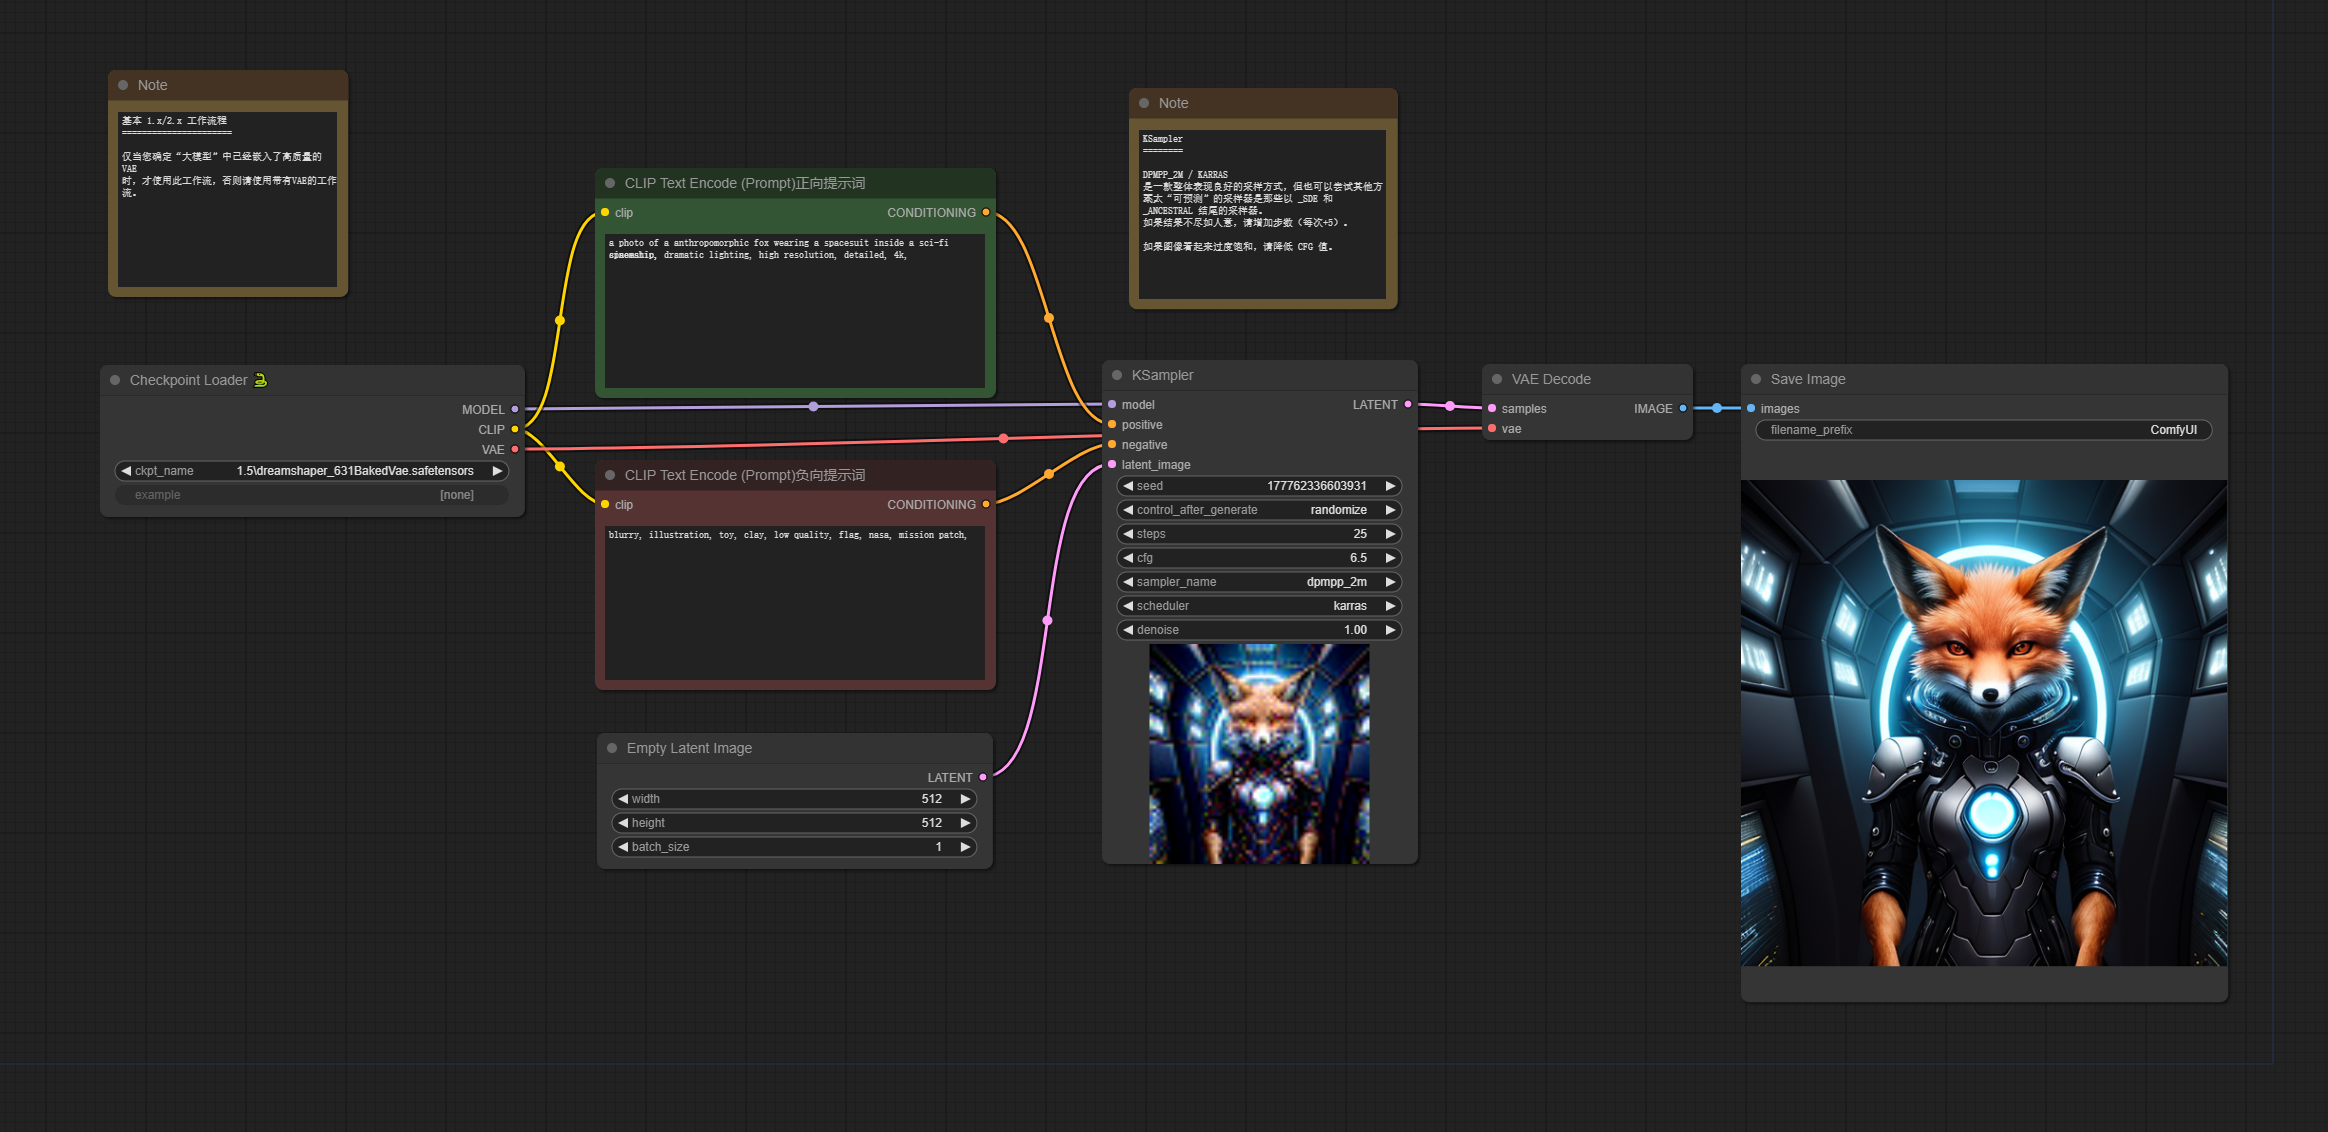 Note
基本 1.x/2.x 工作流程
======================
仅当您确定“大模型”中已经嵌入了高质量的
VAE
时，才使用此工作流，否则请使用带有VAE的工作
流。
Checkpoint Loader 🐍
MODEL
CLIP
VAE
ckpt_name 1.5\dreamshaper_631BakedVae.safetensors
example [none]
CLIP Text Encode (Prompt)正向提示词
clip CONDITIONING
a photo of a anthropomorphic fox wearing a spacesuit inside a sci-fi
spaceship, dramatic lighting, high resolution, detailed, 4k,
CLIP Text Encode (Prompt)负向提示词
clip CONDITIONING
blurry, illustration, toy, clay, low quality, flag, nasa, mission patch,
Empty Latent Image
LATENT
width 512
height 512
batch_size 1
Note
KSampler
========
DPMPP_2M / KARRAS
是一款整体表现良好的采样方式，但也可以尝试其他方
太“可预测”的采样器是那些以 _SDE 和
_ANCESTRAL 结尾的采样器。
如果结果不尽如人意，请增加步数（每次+5）。
如果图像看起来过度饱和，请降低 CFG 值。
KSampler
model LATENT
positive
negative
latent_image
seed 177762336603931
control_after_generate randomize
steps 25
cfg 6.5
sampler_name dpmpp_2m
scheduler karras
denoise 1.00
VAE Decode
samples IMAGE
vae
Save Image
images
filename_prefix ComfyUI